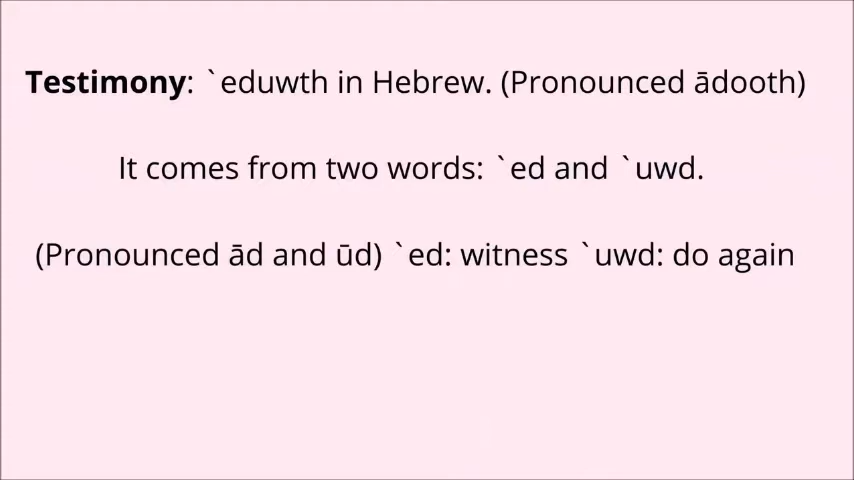 Testimony: `eduwth in Hebrew. (Pronounced ādooth)
It comes from two words: `ed and `uwd.
(Pronounced ād and ūd) `ed: witness `uwd: do again